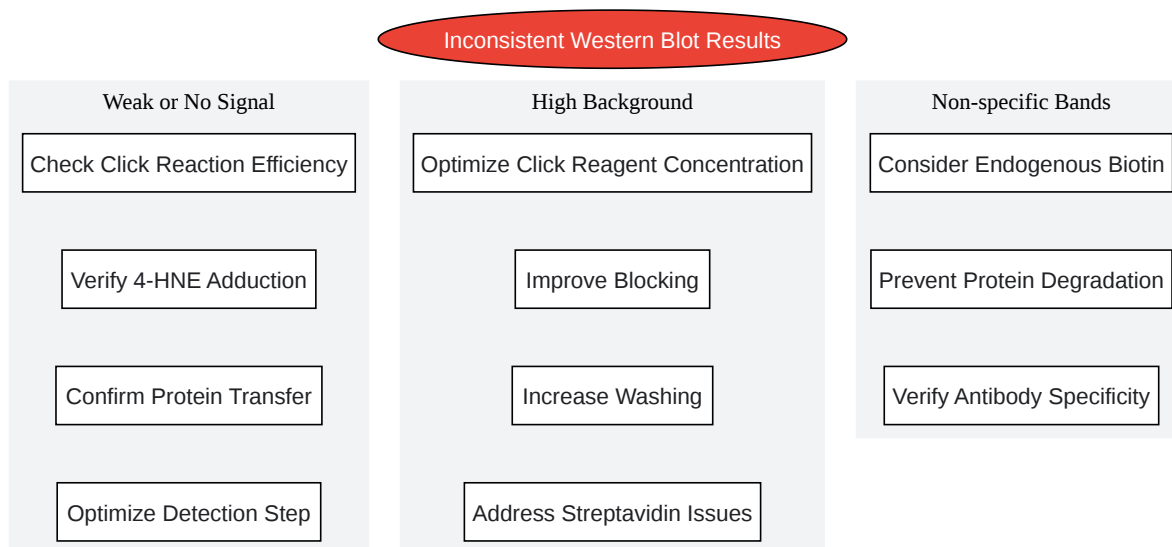 Inconsistent Western Blot Results
Weak or No Signal
Check Click Reaction Efficiency
Verify 4-HNE Adduction
Confirm Protein Transfer
Optimize Detection Step
High Background
Optimize Click Reagent Concentration
Improve Blocking
Increase Washing
Address Streptavidin Issues
Non-specific Bands
Consider Endogenous Biotin
Prevent Protein Degradation
Verify Antibody Specificity